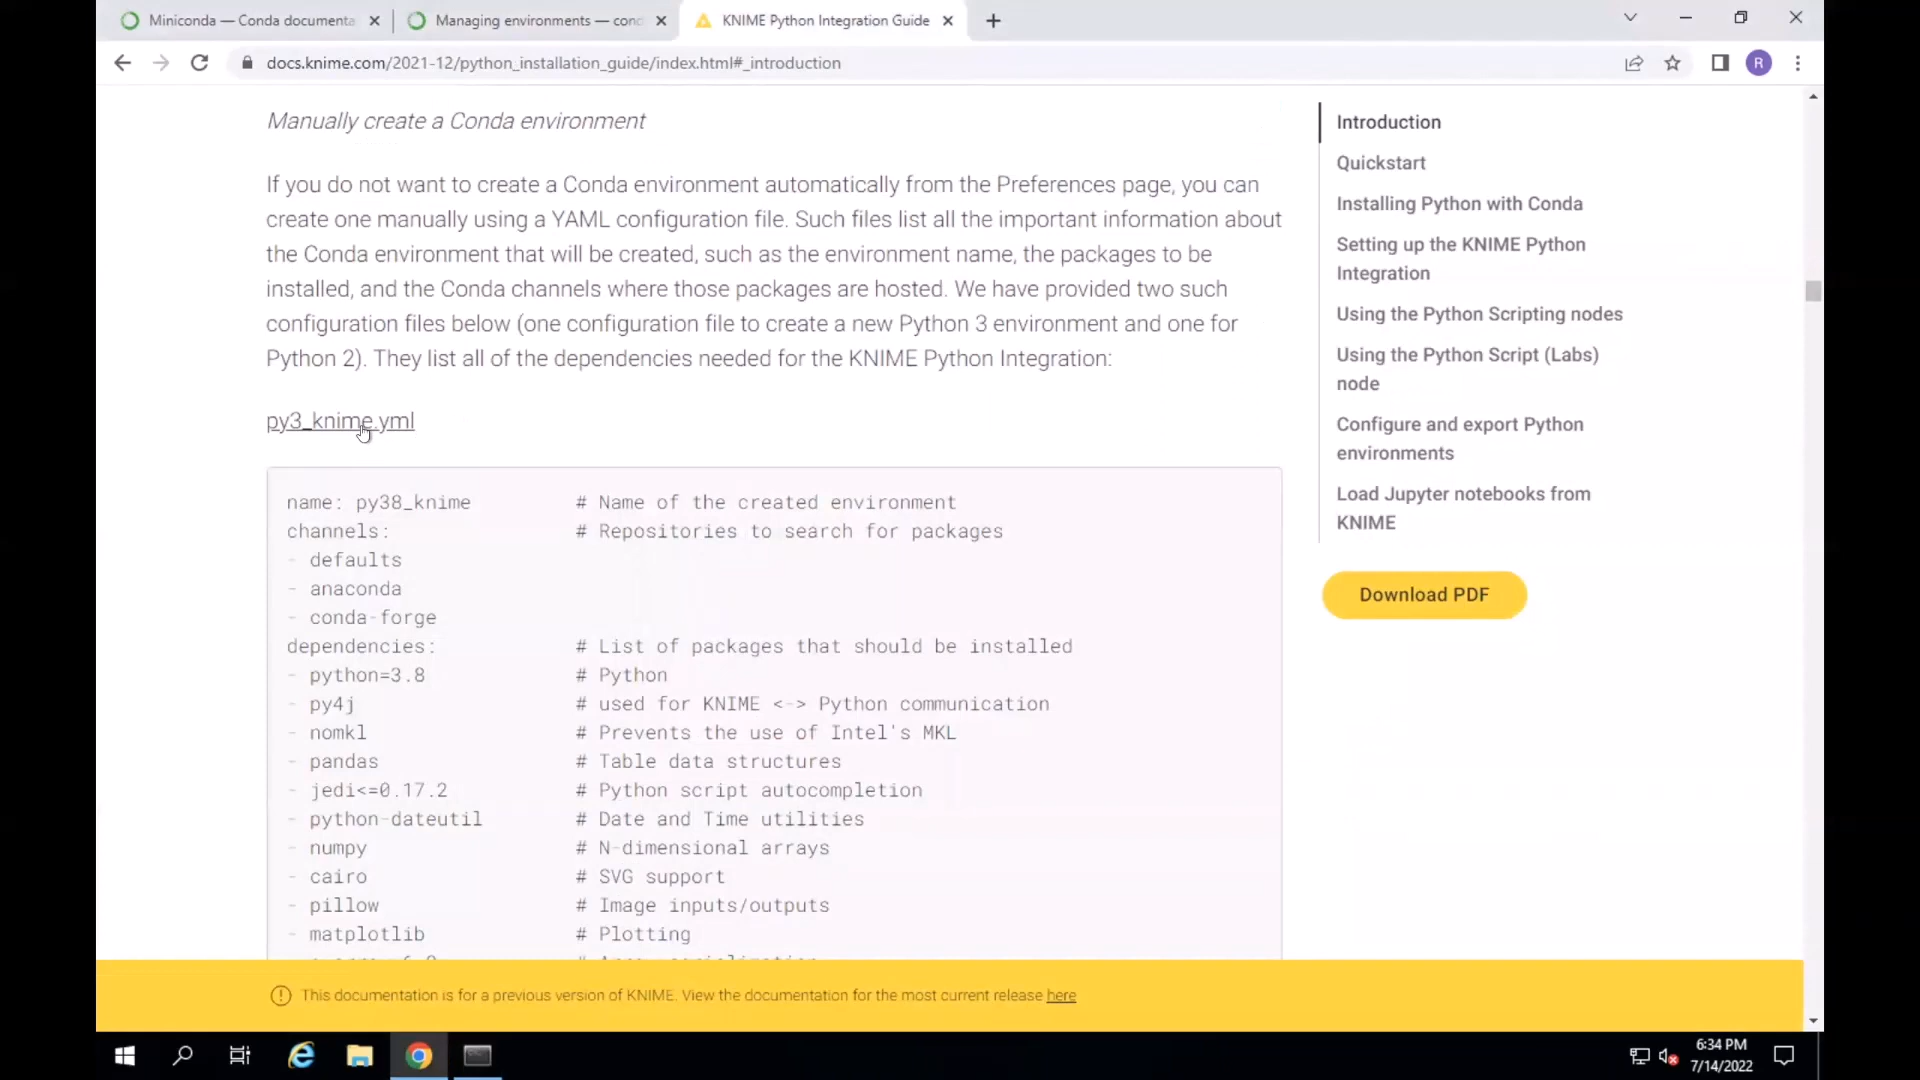 Miniconda — Conda documenta
Managing environments — cond
KNIME Python Integration Guide
docs.knime.com/2021-12/python_installation_guide/index.html#_introduction
R
Manually create a Conda environment
If you do not want to create a Conda environment automatically from the Preferences page, you can
create one manually using a YAML configuration file. Such files list all the important information about
the Conda environment that will be created, such as the environment name, the packages to be
installed, and the Conda channels where those packages are hosted. We have provided two such
configuration files below (one configuration file to create a new Python 3 environment and one for
Python 2). They list all of the dependencies needed for the KNIME Python Integration:
py3_knime.yml
name: py38_knime # Name of the created environment
channels: # Repositories to search for packages
- defaults
- anaconda
- conda-forge
dependencies: # List of packages that should be installed
- python=3.8 # Python
- py4j # used for KNIME <-> Python communication
- nomkl # Prevents the use of Intel's MKL
- pandas # Table data structures
- jedi<=0.17.2 # Python script autocompletion
- python-dateutil # Date and Time utilities
- numpy # N-dimensional arrays
- cairo # SVG support
- pillow # Image inputs/outputs
- matplotlib # Plotting
Introduction
Quickstart
Installing Python with Conda
Setting up the KNIME Python
Integration
Using the Python Scripting nodes
Using the Python Script (Labs)
node
Configure and export Python
environments
Load Jupyter notebooks from
KNIME
Download PDF
This documentation is for a previous version of KNIME. View the documentation for the most current release here
6:34 PM
7/14/2022